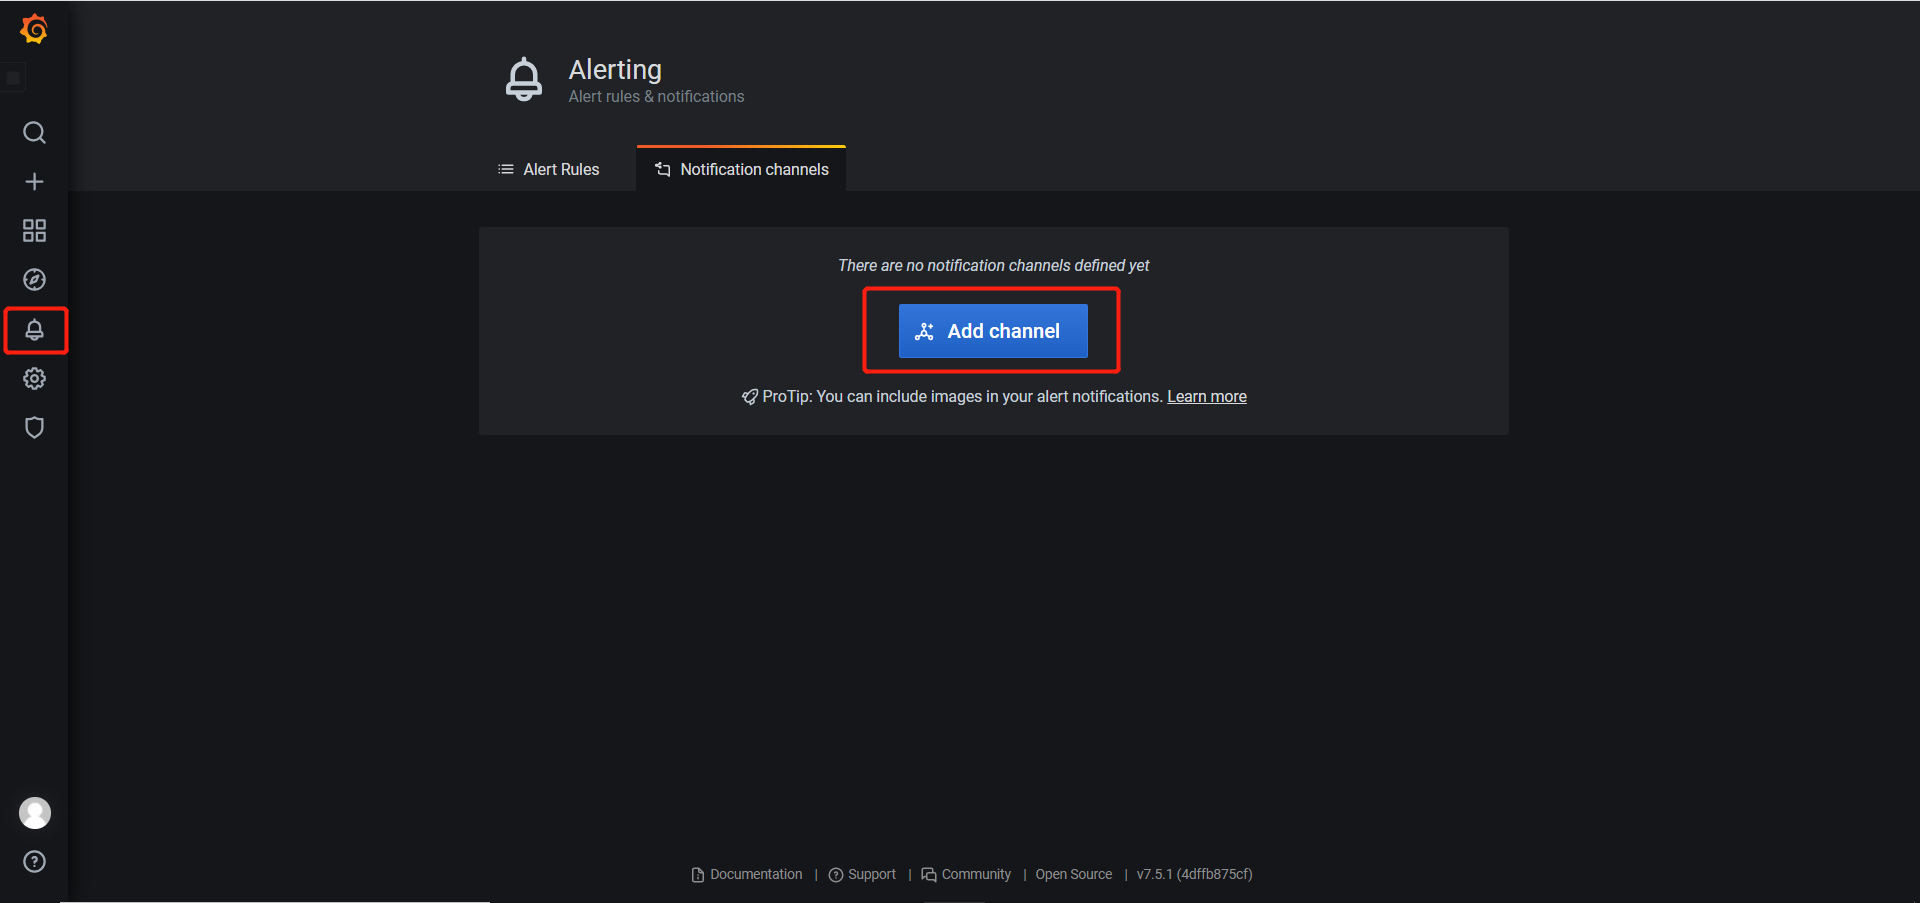 Alerting
Alert rules & notifications
Alert Rules
Notification channels
There are no notification channels defined yet
Add channel
ProTip: You can include images in your alert notifications. Learn more
Documentation | Support | Community | Open Source | v7.5.1 (4dffb875cf)